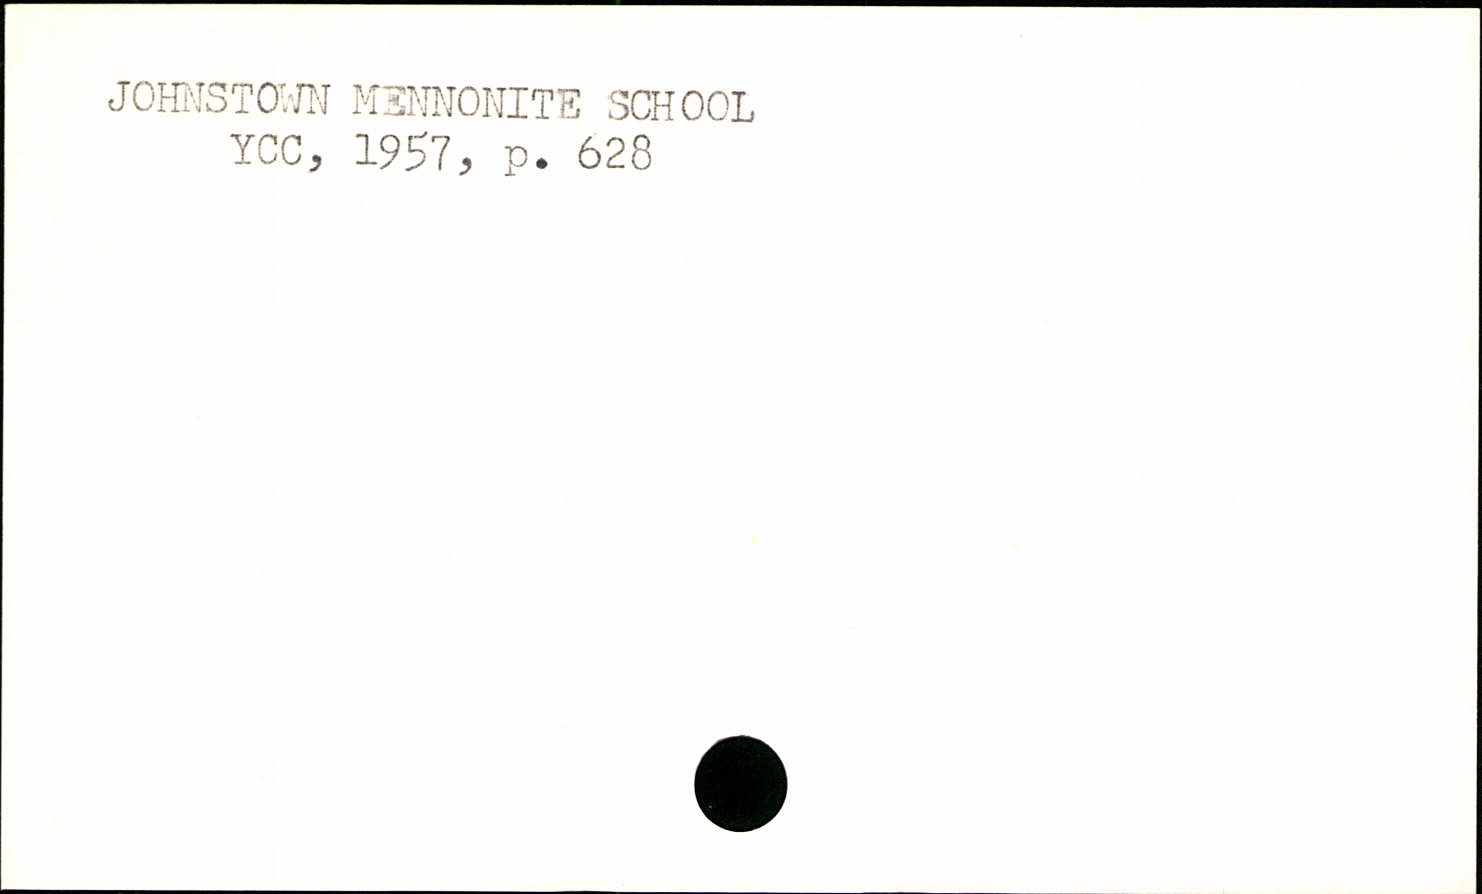 JOHNSTOWN MENNONITE SCHOOL
YCC, 1957, p. 628